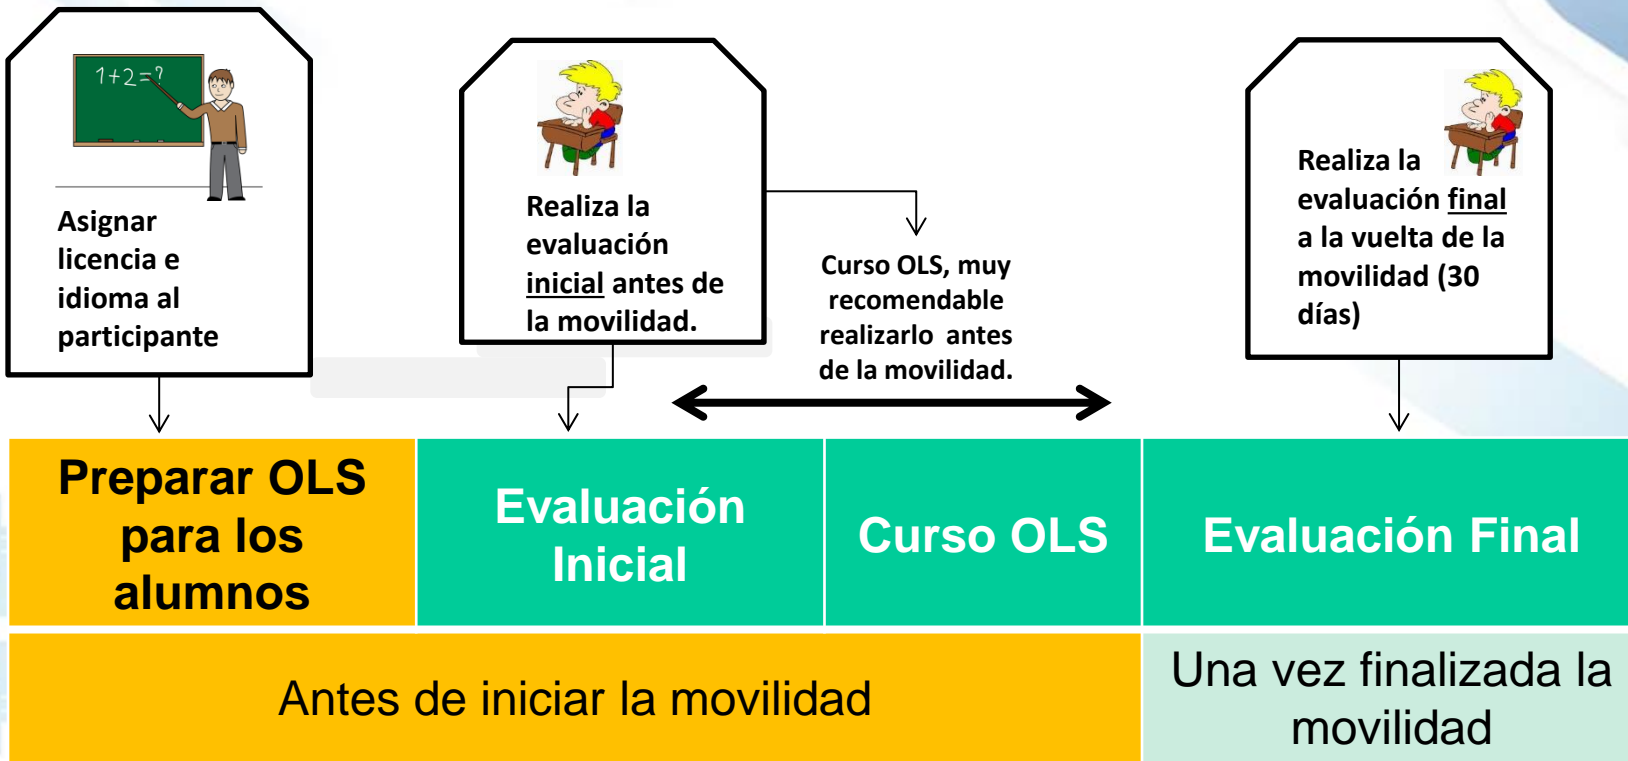 1+2=?
Asignar
licencia e
idioma al
participante
Realiza la
evaluación
inicial antes de
la movilidad.
Curso OLS, muy
recomendable
realizarlo antes
de la movilidad.
Realiza la
evaluación final
a la vuelta de la
movilidad (30
días)
Preparar OLS
para los
alumnos
Evaluación
Inicial
Curso OLS
Evaluación Final
Antes de iniciar la movilidad
Una vez finalizada la
movilidad